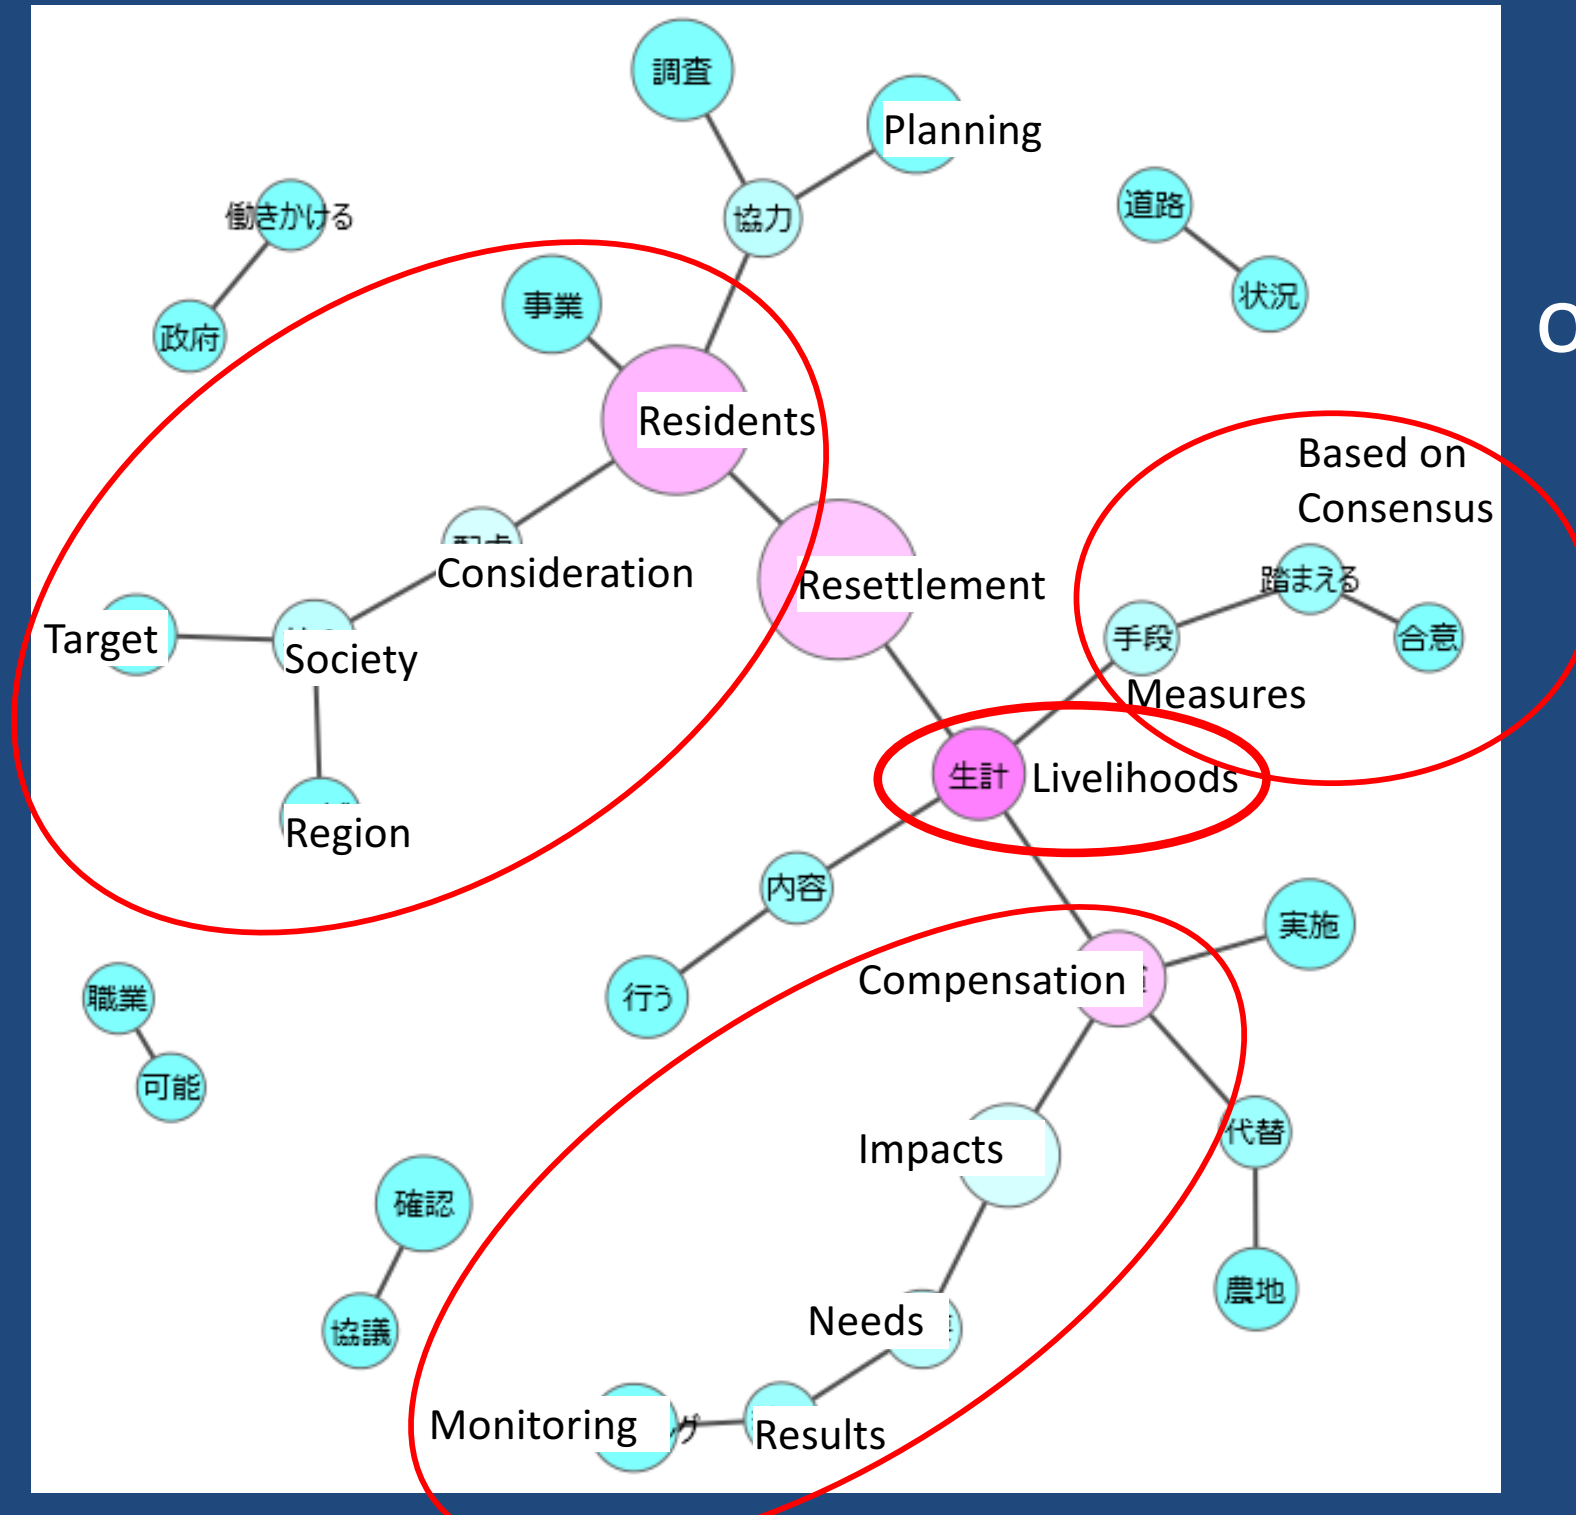 調査
Planning
協力
働きかける
政府
道路
状況
事業
Residents
Based on
Consensus
Consideration
Resettlement
踏まえる
合意
手段
Target
Society
Measures
生計
Livelihoods
Region
内容
行う
実施
Compensation
職業
可能
Impacts
代替
確認
協議
農地
Needs
Monitoring
Results